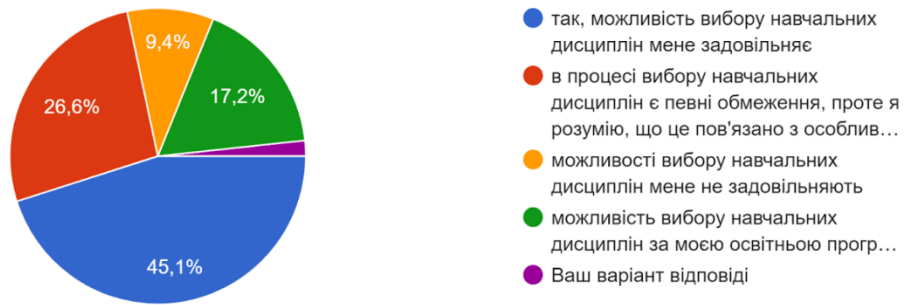 9,4%
26,6%
17,2%
45,1%
так, можливість вибору навчальних
дисциплін мене задовільняє
в процесі вибору навчальних
дисциплін є певні обмеження, проте я
розумію, що це пов'язано з особлив...
можливості вибору навчальних
дисциплін мене не задовільняють
можливість вибору навчальних
дисциплін за моєю освітньою прогр...
Ваш варіант відповіді